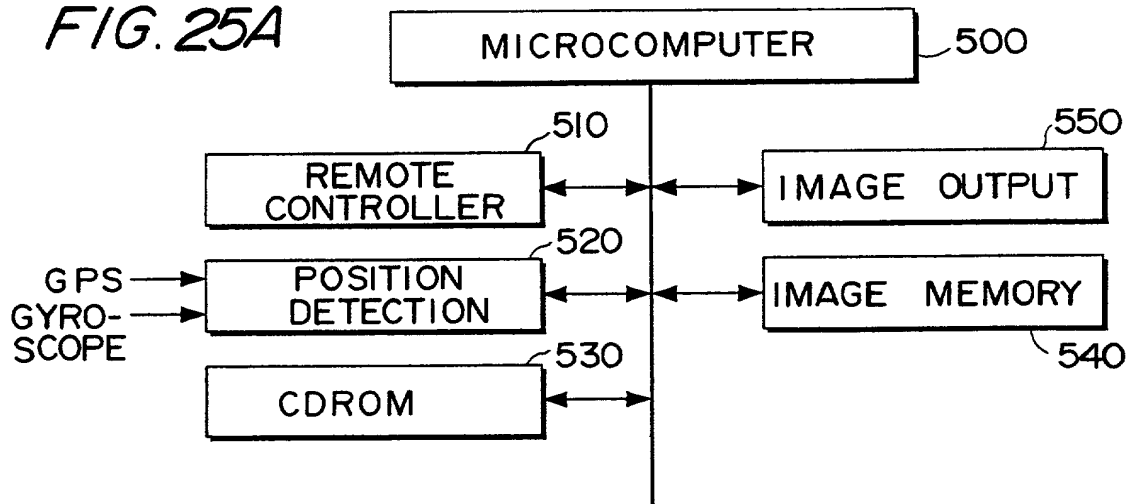 FIG. 25A
MICROCOMPUTER
500
510
REMOTE
CONTROLLER
550
IMAGE OUTPUT
520
GPS
GYRO-
SCOPE
POSITION
DETECTION
IMAGE MEMORY
540
530
CDROM